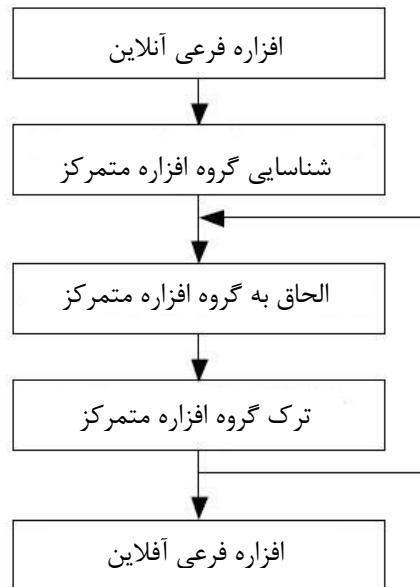 افزاره فرعی آنلاین
شناسایی گروه افزاره متمرکز
الحاق به گروه افزاره متمرکز
ترک گروه افزاره متمرکز
افزاره فرعی آفلاین